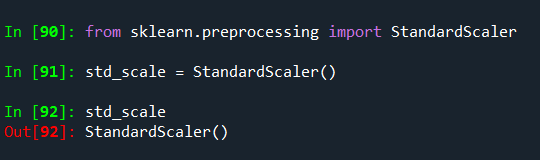 In [90]: from sklearn.preprocessing import StandardScaler
In [91]: std_scale = StandardScaler()
In [92]: std_scale
Out[92]: StandardScaler()